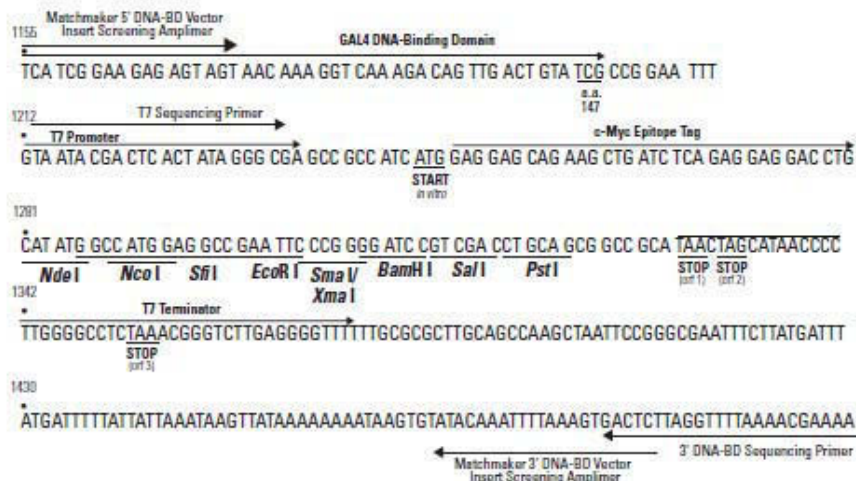 1155
Matchmaker 5' DNA-BD Vector
Insert Screening Amplimer
GAL4 DNA-Binding Domain
TCA TCG GAA GAG AGT AGT AAC AAA GGT CAA AGA CAG TTG ACT GTA TCG CCG GAA TTT
a.a.
147
1212
T7 Sequencing Primer
T7 Promoter
c-Myc Epitope Tag
GTA ATA CGA CTC ACT ATA GGG CGA GCC GCC ATC ATG GAG GAG CAG AAG CTG ATC TCA GAG GAG GAC CTG
START
in vitro
1281
CAT ATG GCC ATG GAG GCC GAA TTC CCG GGG ATC CGT CGA CCT GCA GCG GCC GCA TAACTAGCATAACCCC
Nde I Nco I Sfi I EcoR I Sma I/ BamH I Sal I Pst I
Xma I
STOP STOP
(orf 1) (orf 2)
1342
T7 Terminator
TTGGGGCCTCTAAACGGGTCTTGAGGGGTTTTTTGCGCGCTTGCAGCCAAGCTAATTCCGGGCGAATTTCTTATGATTT
STOP
(orf 3)
1430
ATGATTTTTATTATTAAATAAGTTATAAAAAAAATAAGTGTATACAAATTTTAAAGTGACTCTTAGGTTTTAAAACGAAAA
3' DNA-BD Sequencing Primer
Matchmaker 3' DNA-BD Vector
Insert Screening Amplimer